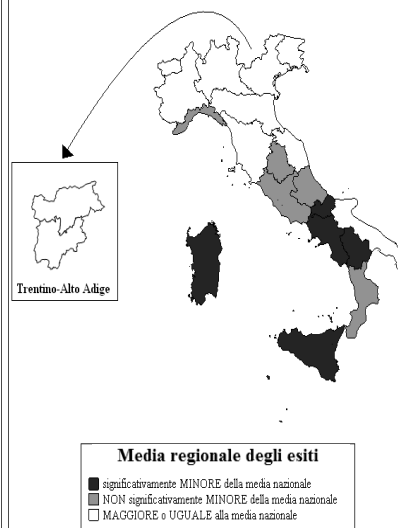 Trentino-Alto Adige
Media regionale degli esiti
significativamente MINORE della media nazionale
NON significativamente MINORE della media nazionale
MAGGIORE o UGUALE alla media nazionale